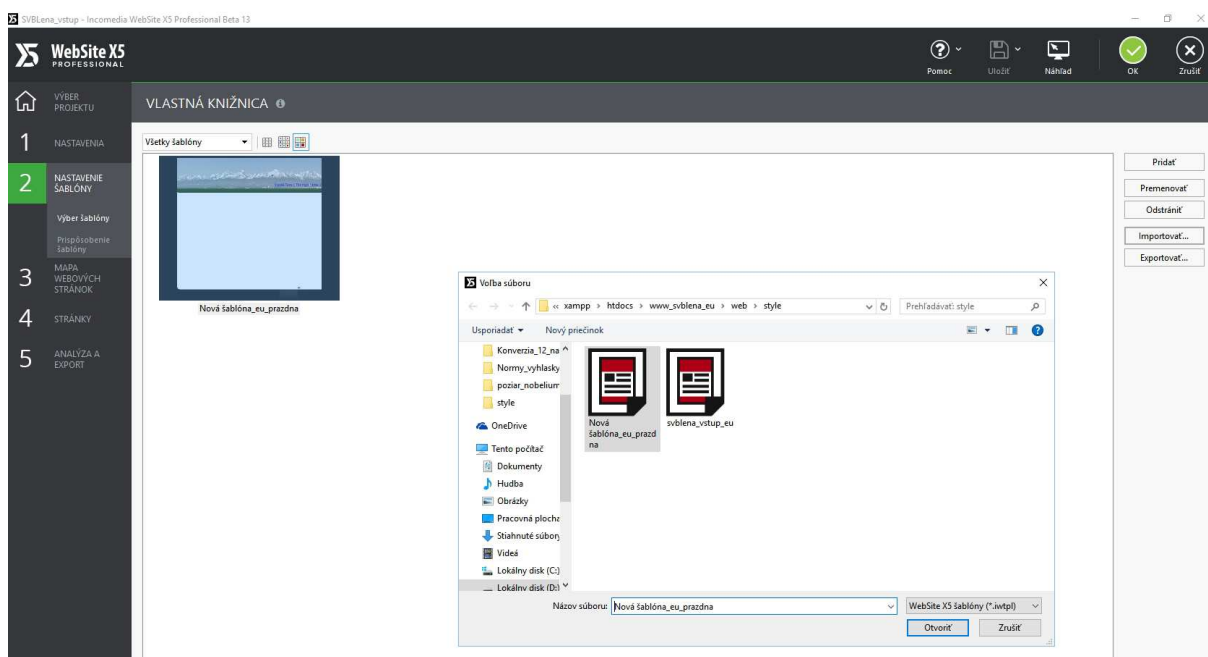 SVBLena_vstup - Incomedia WebSite X5 Professional Beta 13
WebSite X5
PROFESSIONAL
Pomoc
Uložiť
Náhľad
OK
Zrušiť
VÝBER
PROJEKTU
VLASTNÁ KNIŽNICA
1
NASTAVENIA
2
NASTAVENIE
ŠABLÓNY
Výber šablóny
Prispôsobenie
šablóny
3
MAPA
WEBOVÝCH
STRÁNOK
4
STRÁNKY
5
ANALÝZA A
EXPORT
Všetky šablóny
Nová šablóna_eu_prazdna
Pridať
Premenovať
Odstrániť
Importovať...
Exportovať...
Voľba súboru
« xampp › htdocs › www_svblena_eu › web › style
Prehľadávať: style
Usporiadať
Nový priečinok
Konverzia_12_na
Normy_vyhlasky
poziar_nobelium
style
OneDrive
Tento počítač
Dokumenty
Hudba
Obrázky
Pracovná plocha
Stiahnuté súbory
Videá
Lokálny disk (C:)
Lokálny disk (D:)
Nová
šablóna_eu_prazd
na
svblena_vstup_eu
Názov súboru:
Nová šablóna_eu_prazdna
WebSite X5 šablóny (*.iwtpl)
Otvoriť
Zrušiť